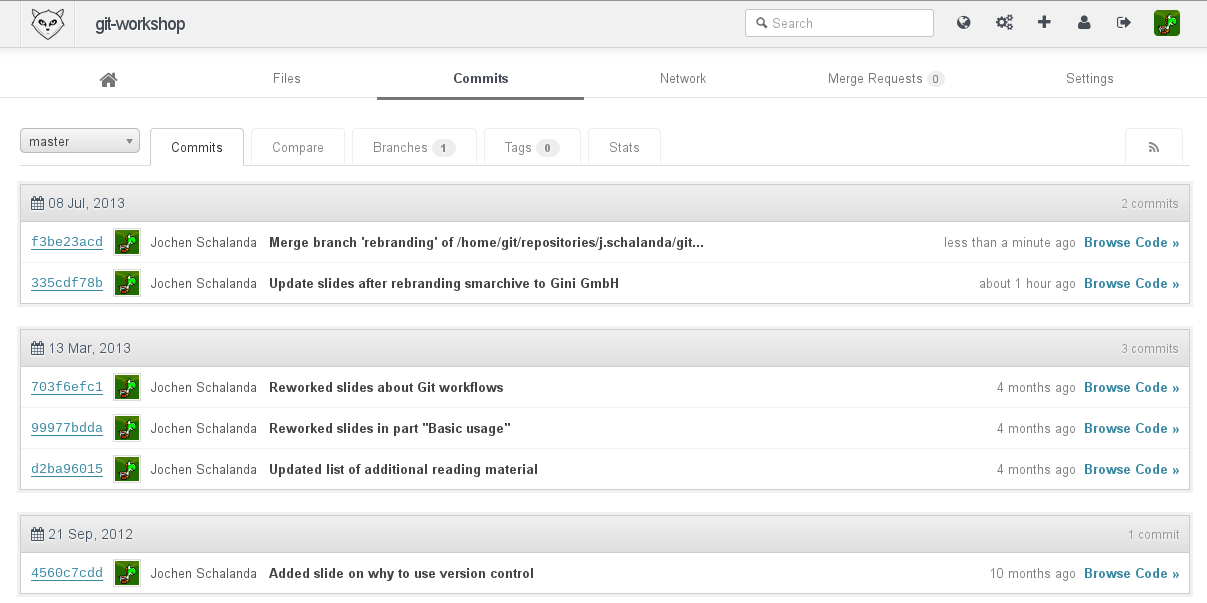 git-workshop Search
Files Commits Network Merge Requests 0 Settings
master Commits Compare Branches 1 Tags 0 Stats
08 Jul, 2013 2 commits
f3be23acd Jochen Schalanda Merge branch 'rebranding' of /home/git/repositories/j.schalanda/git... less than a minute ago Browse Code »
335cdf78b Jochen Schalanda Update slides after rebranding smarchive to Gini GmbH about 1 hour ago Browse Code »
13 Mar, 2013 3 commits
703f6efc1 Jochen Schalanda Reworked slides about Git workflows 4 months ago Browse Code »
99977bdda Jochen Schalanda Reworked slides in part "Basic usage" 4 months ago Browse Code »
d2ba96015 Jochen Schalanda Updated list of additional reading material 4 months ago Browse Code »
21 Sep, 2012 1 commit
4560c7cdd Jochen Schalanda Added slide on why to use version control 10 months ago Browse Code »